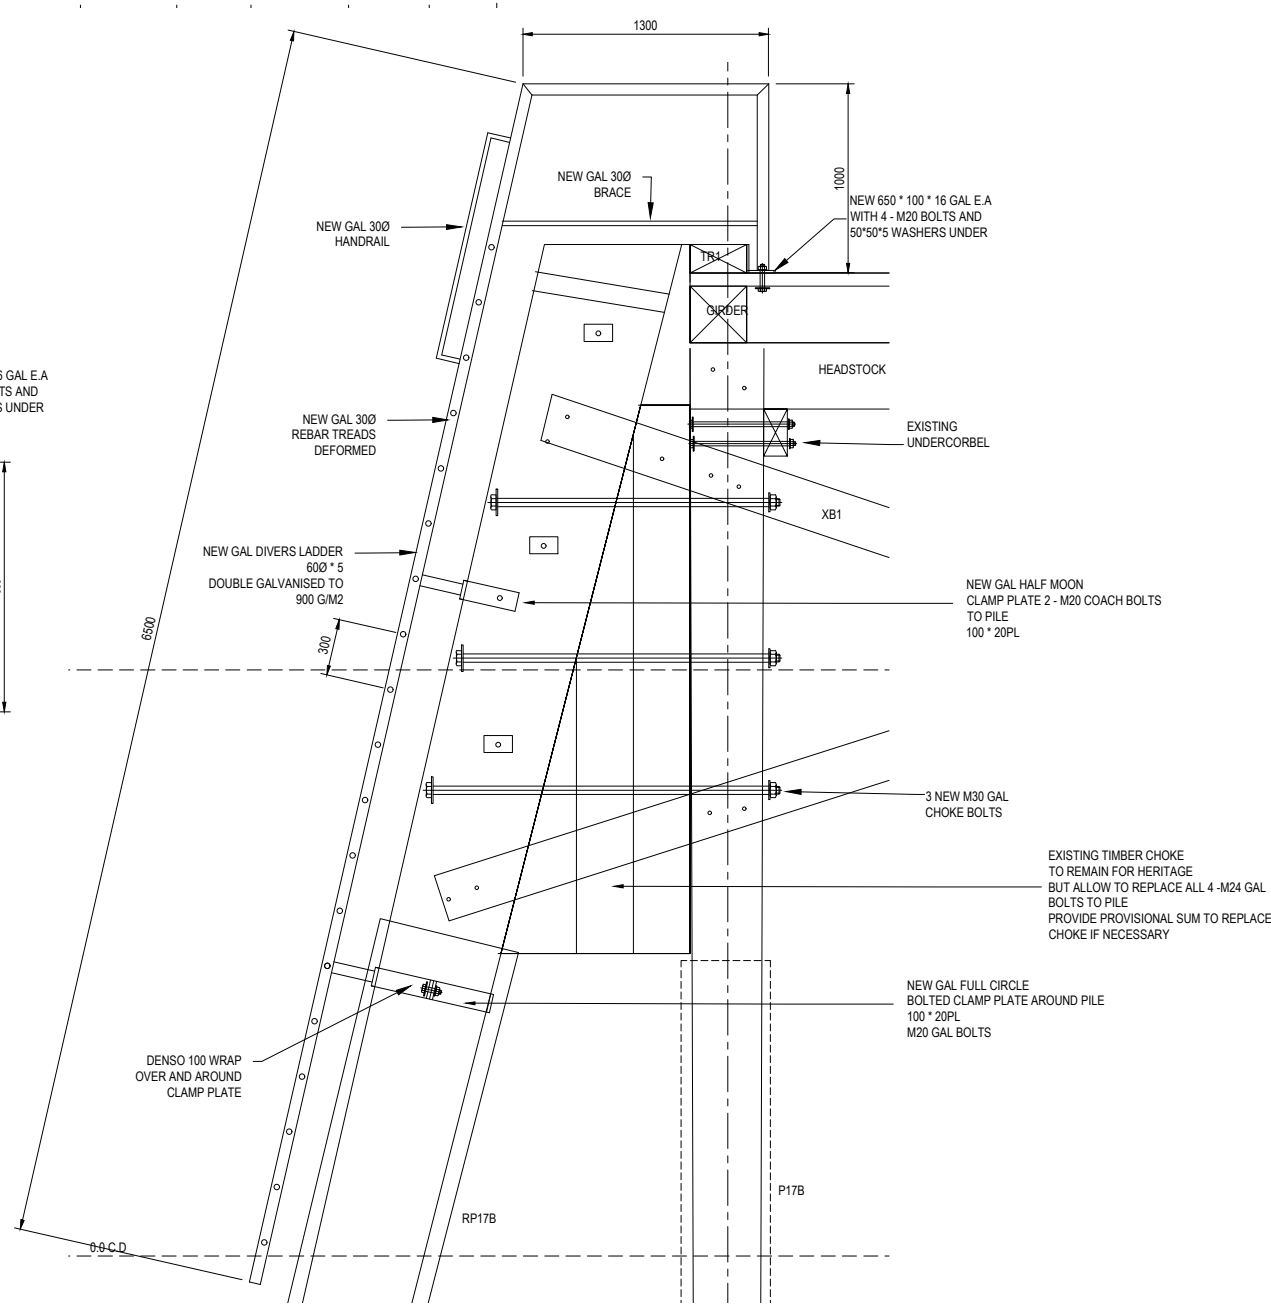 1300
1000
NEW GAL 30Ø
BRACE
NEW 650 * 100 * 16 GAL E.A
WITH 4 - M20 BOLTS AND
50*50*5 WASHERS UNDER
NEW GAL 30Ø
HANDRAIL
TR1
GIRDER
HEADSTOCK
GAL E.A
TS AND
UNDER
NEW GAL 30Ø
REBAR TREADS
DEFORMED
EXISTING
UNDERCORBEL
XB1
NEW GAL DIVERS LADDER
60Ø * 5
DOUBLE GALVANISED TO
900 G/M2
NEW GAL HALF MOON
CLAMP PLATE 2 - M20 COACH BOLTS
TO PILE
100 * 20PL
6500
300
3 NEW M30 GAL
CHOKE BOLTS
EXISTING TIMBER CHOKE
TO REMAIN FOR HERITAGE
BUT ALLOW TO REPLACE ALL 4 -M24 GAL
BOLTS TO PILE
PROVIDE PROVISIONAL SUM TO REPLACE
CHOKE IF NECESSARY
NEW GAL FULL CIRCLE
BOLTED CLAMP PLATE AROUND PILE
100 * 20PL
M20 GAL BOLTS
DENSO 100 WRAP
OVER AND AROUND
CLAMP PLATE
P17B
RP17B
0.0 C.D